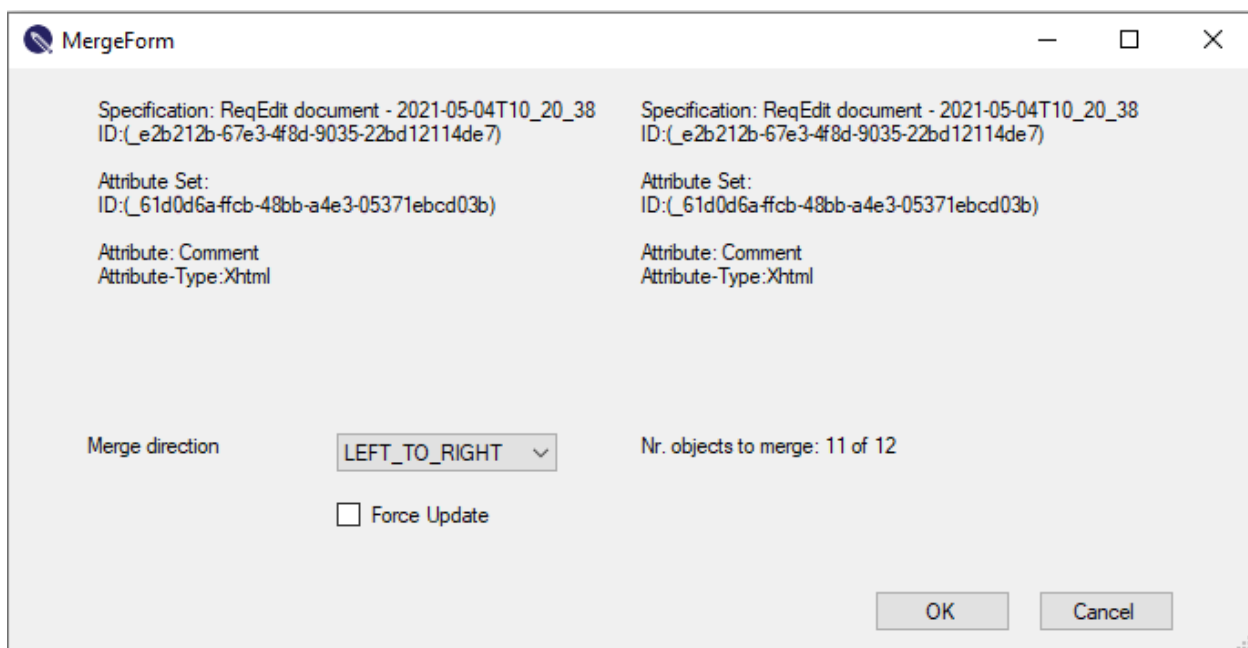 MergeForm
Specification: ReqEdit document - 2021-05-04T10_20_38
ID:(_e2b212b-67e3-4f8d-9035-22bd12114de7)
Attribute Set:
ID:(_61d0d6a-ffcb-48bb-a4e3-05371ebcd03b)
Attribute: Comment
Attribute-Type:Xhtml
Specification: ReqEdit document - 2021-05-04T10_20_38
ID:(_e2b212b-67e3-4f8d-9035-22bd12114de7)
Attribute Set:
ID:(_61d0d6a-ffcb-48bb-a4e3-05371ebcd03b)
Attribute: Comment
Attribute-Type:Xhtml
Merge direction
LEFT_TO_RIGHT
Nr. objects to merge: 11 of 12
Force Update
OK
Cancel